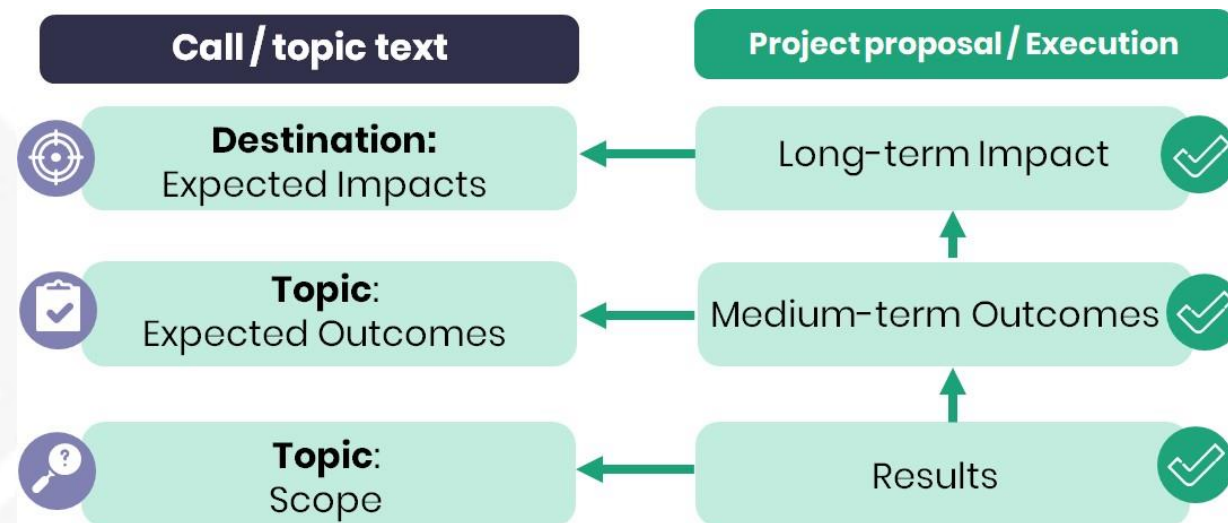 Call / topic text
Project proposal / Execution
Destination:
Expected Impacts
Long-term Impact
Topic:
Expected Outcomes
Medium-term Outcomes
?
Topic:
Scope
Results